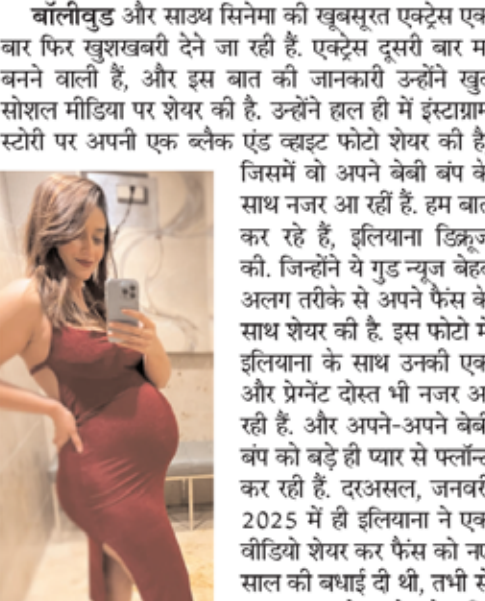 बॉलीवुड और साउथ सिनेमा की खूबसूरत एक्ट्रेस एक
बार फिर खुशखबरी देने जा रही हैं. एक्ट्रेस दूसरी बार म
बनने वाली हैं, और इस बात की जानकारी उन्होंने खुद
सोशल मीडिया पर शेयर की है. उन्होंने हाल ही में इंस्टाग्राम
स्टोरी पर अपनी एक ब्लैक एंड व्हाइट फोटो शेयर की है
जिसमें वो अपने बेबी बंप के
साथ नजर आ रहीं हैं. हम बात
कर रहे हैं, इलियाना डिक्रूज
की. जिन्होंने ये गुड न्यूज बेहद
अलग तरीके से अपने फैंस के
साथ शेयर की है. इस फोटो में
इलियाना के साथ उनकी एक
और प्रेग्नेंट दोस्त भी नजर आ
रही हैं. और अपने-अपने बेबी
बंप को बड़े ही प्यार से फ्लॉन्ट
कर रही हैं. दरअसल, जनवरी
2025 में ही इलियाना ने एक
वीडियो शेयर कर फैंस को नए
साल की बधाई दी थी, तभी से